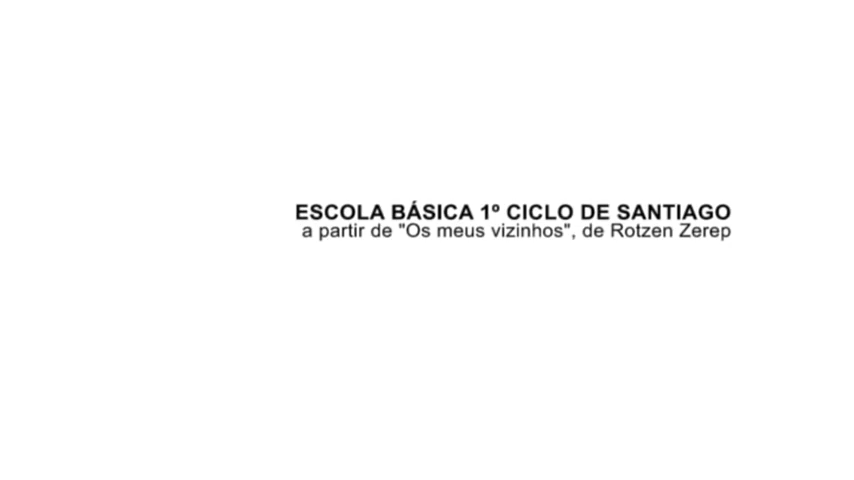 ESCOLA BÁSICA 1º CICLO DE SANTIAGO
a partir de "Os meus vizinhos", de Rotzen Zerep